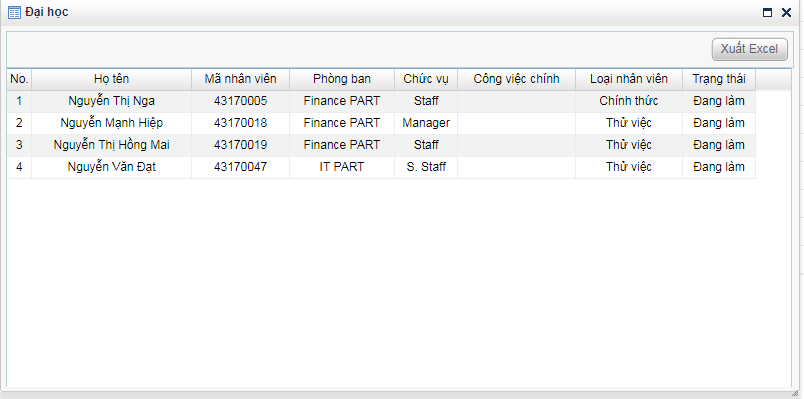 Đại học
Xuất Excel
No. Họ tên Mã nhân viên Phòng ban Chức vụ Công việc chính Loại nhân viên Trạng thái
1 Nguyễn Thị Nga 43170005 Finance PART Staff Chính thức Đang làm
2 Nguyễn Mạnh Hiệp 43170018 Finance PART Manager Thử việc Đang làm
3 Nguyễn Thị Hồng Mai 43170019 Finance PART Staff Thử việc Đang làm
4 Nguyễn Văn Đạt 43170047 IT PART S. Staff Thử việc Đang làm